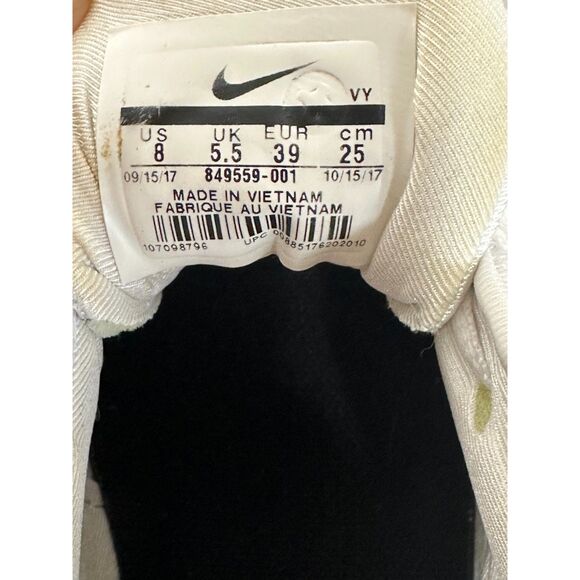 VY
US UK EUR cm
8 5.5 39 25
09/15/17 849559-001 10/15/17
MADE IN VIETNAM
FABRIQUE AU VIETNAM
107098796 UPC 00885176202010